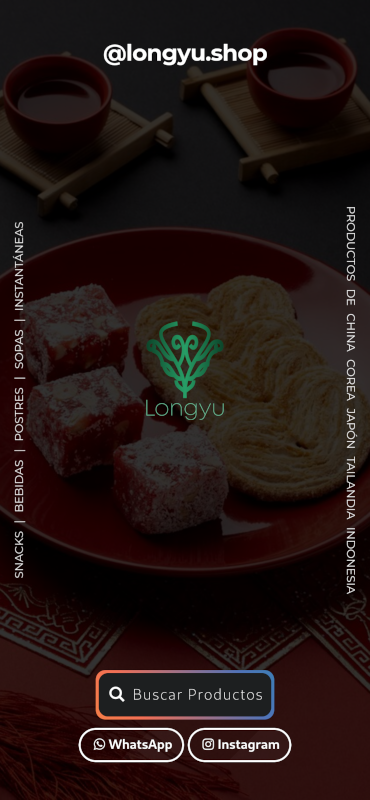 @longyu.shop
SNACKS | BEBIDAS | POSTRES | SOPAS | INSTANTÁNEAS
PRODUCTOS DE CHINA COREA JAPÓN TAILANDIA INDONESIA
Longyu
Buscar Productos
WhatsApp
Instagram